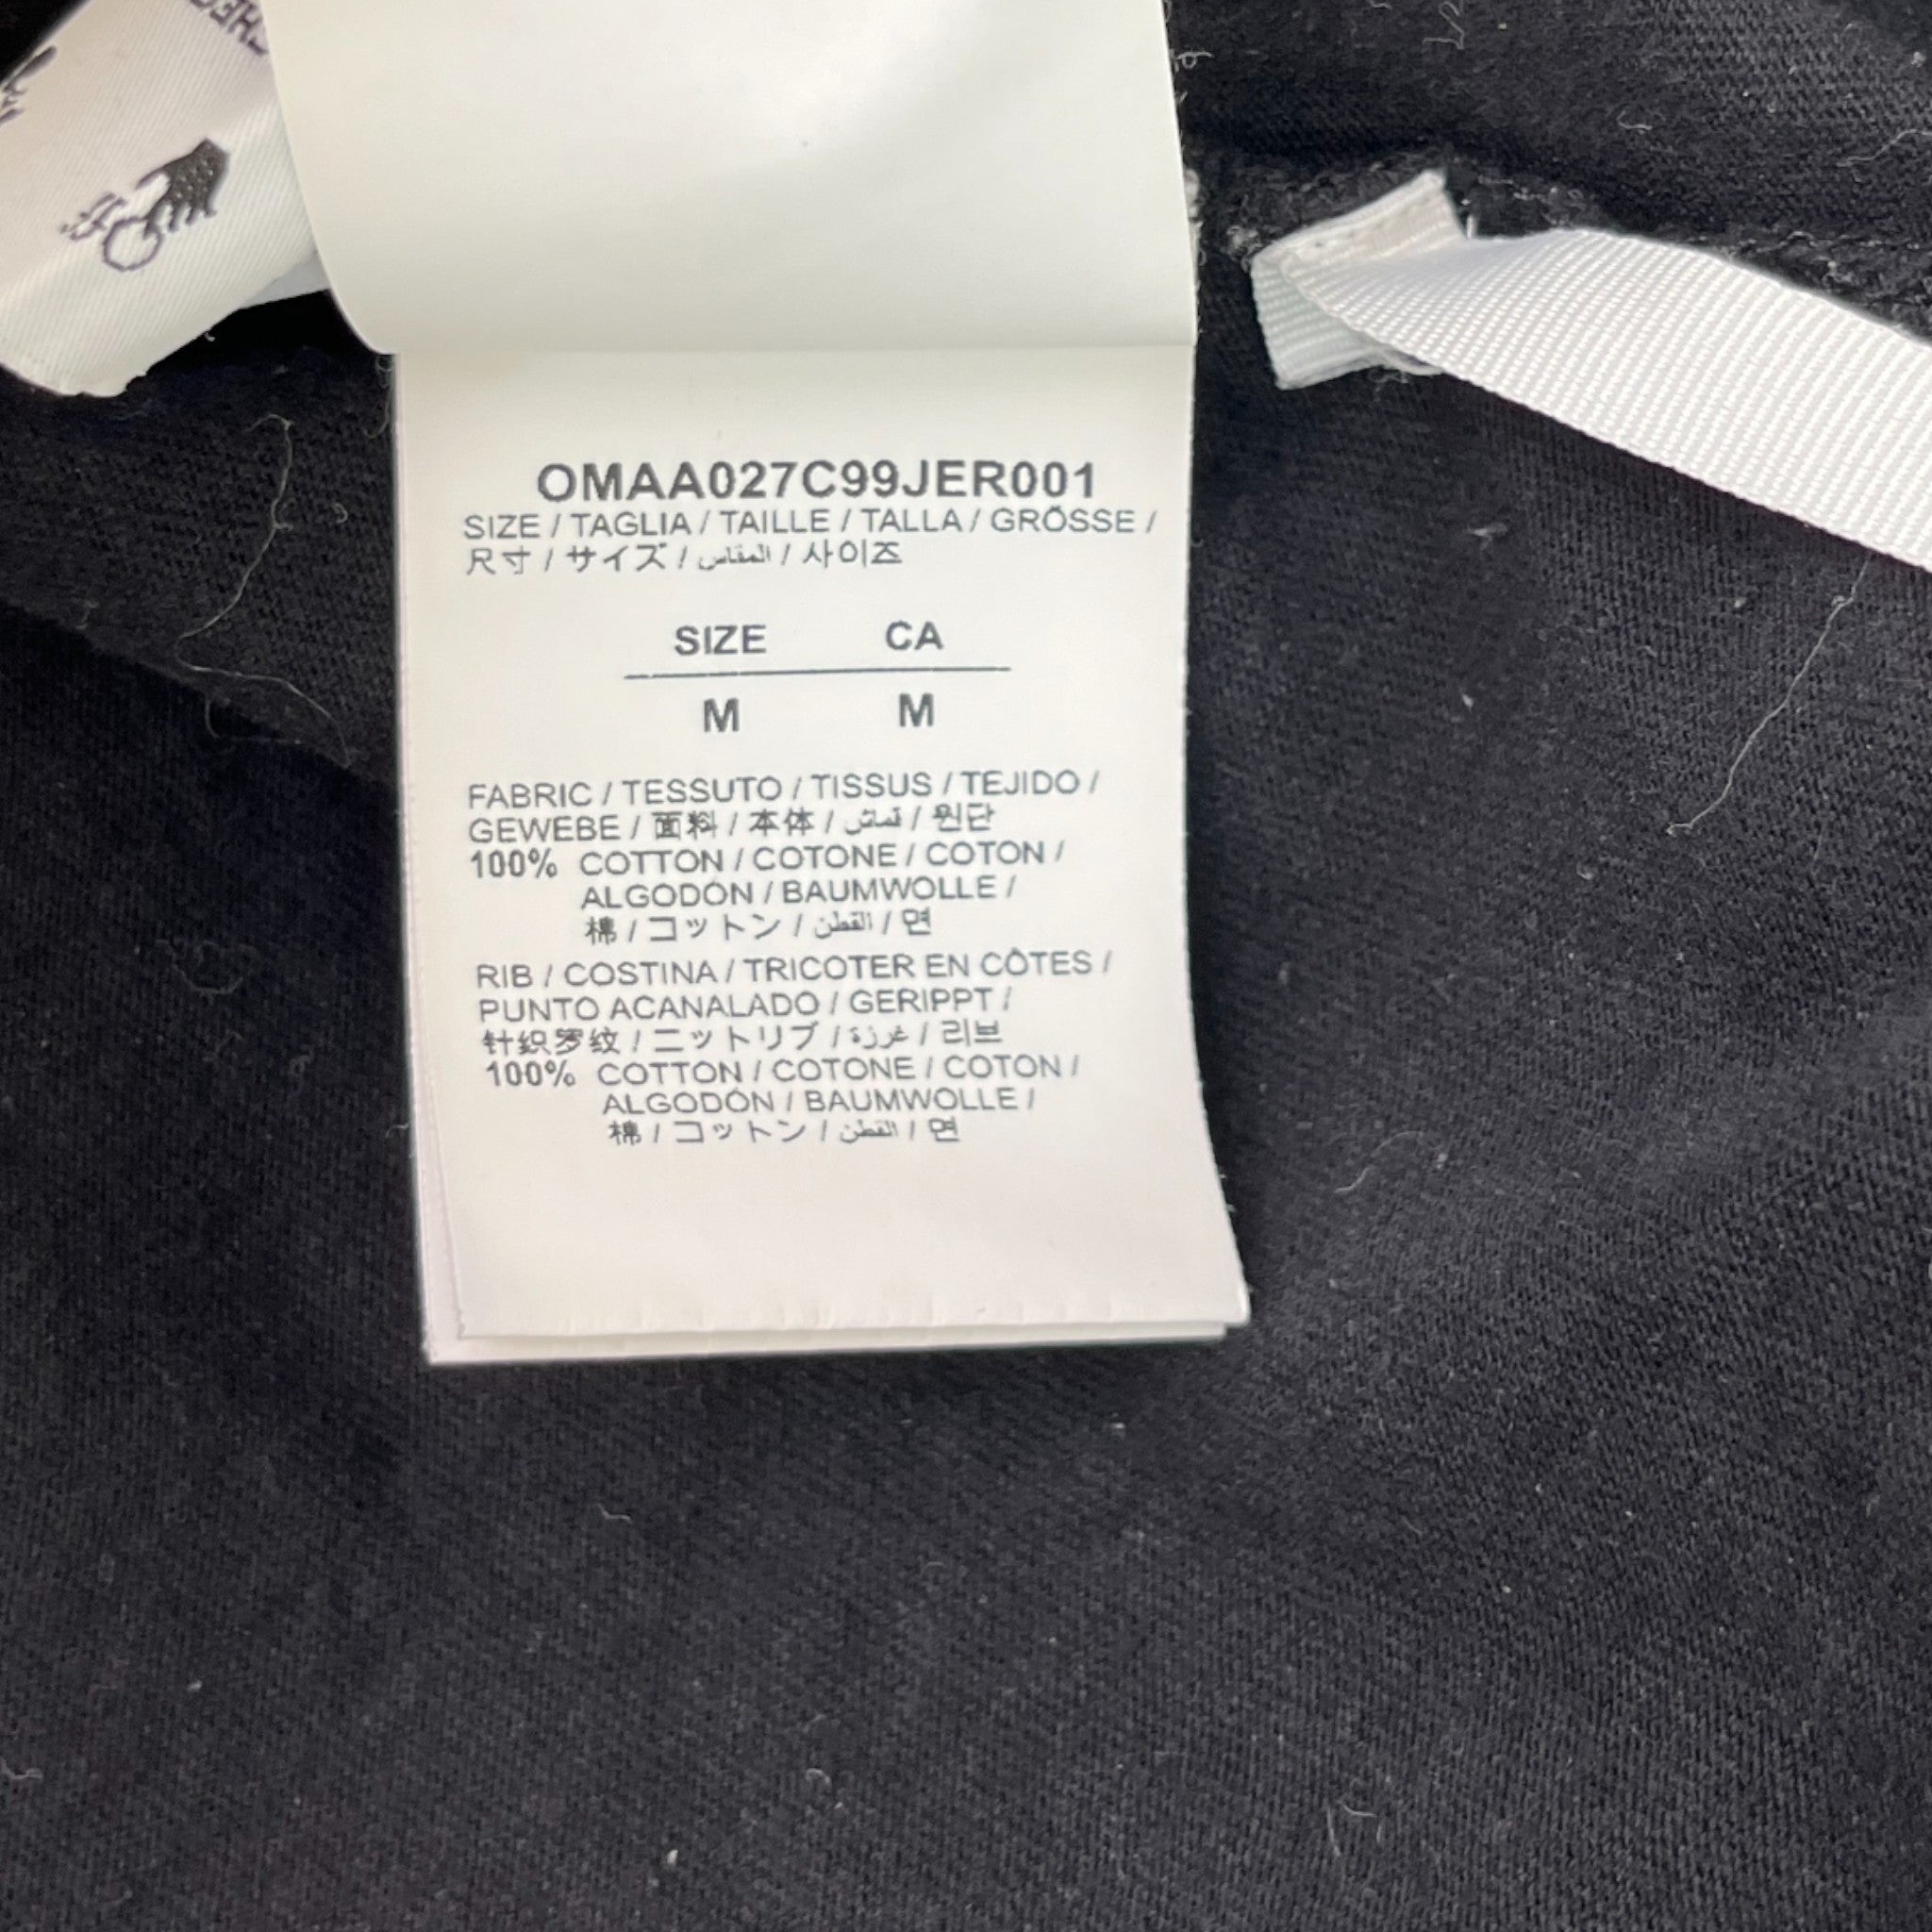 OMAA027C99JER001
SIZE / TAGLIA / TAILLE / TALLA / GRÖSSE /
尺寸 / サイズ / المقاس / 사이즈
SIZE CA
M M
FABRIC / TESSUTO / TISSUS / TEJIDO /
GEWEBE / 面料 / 本体 / قماش / 원단
100% COTTON / COTONE / COTON /
ALGODÓN / BAUMWOLLE /
棉 / コットン / القطن / 면
RIB / COSTINA / TRICOTER EN CÔTES /
PUNTO ACANALADO / GERIPPT /
针织罗纹 / ニットリブ / غرزة / 리브
100% COTTON / COTONE / COTON /
ALGODÓN / BAUMWOLLE /
棉 / コットン / القطن / 면